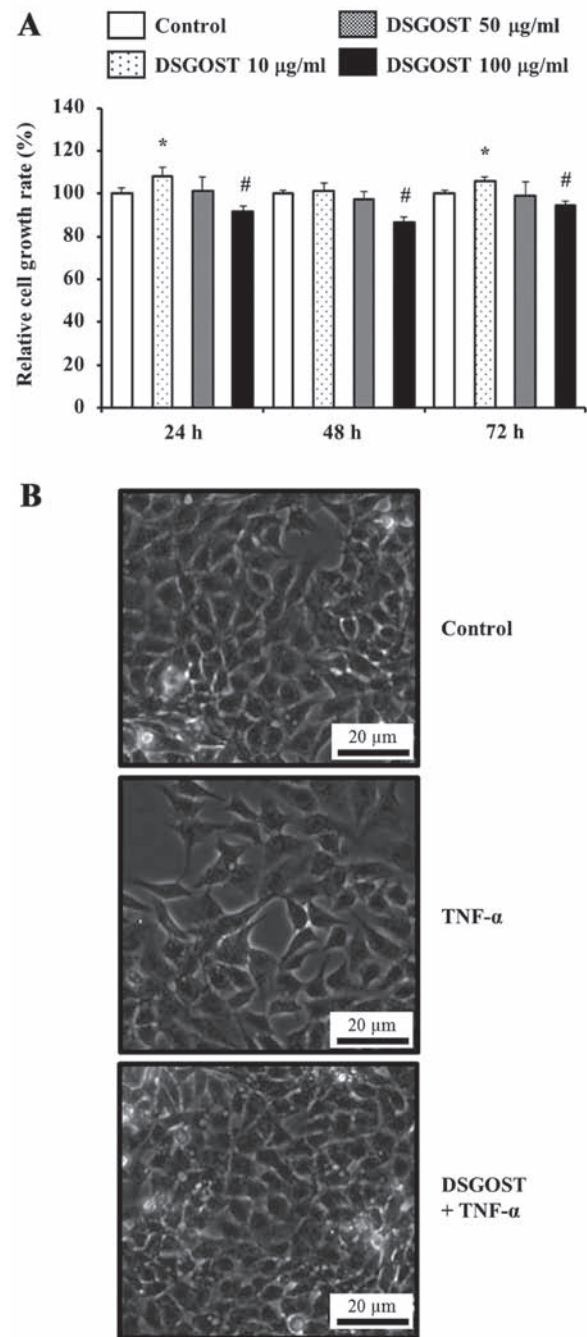 A
Control
DSGOST 50 μg/ml
DSGOST 10 μg/ml
DSGOST 100 μg/ml
Relative cell growth rate (%)
140
120
100
80
60
40
20
0
*
#
#
*
#
24 h
48 h
72 h
B
20 μm
Control
20 μm
TNF-α
20 μm
DSGOST
+ TNF-α